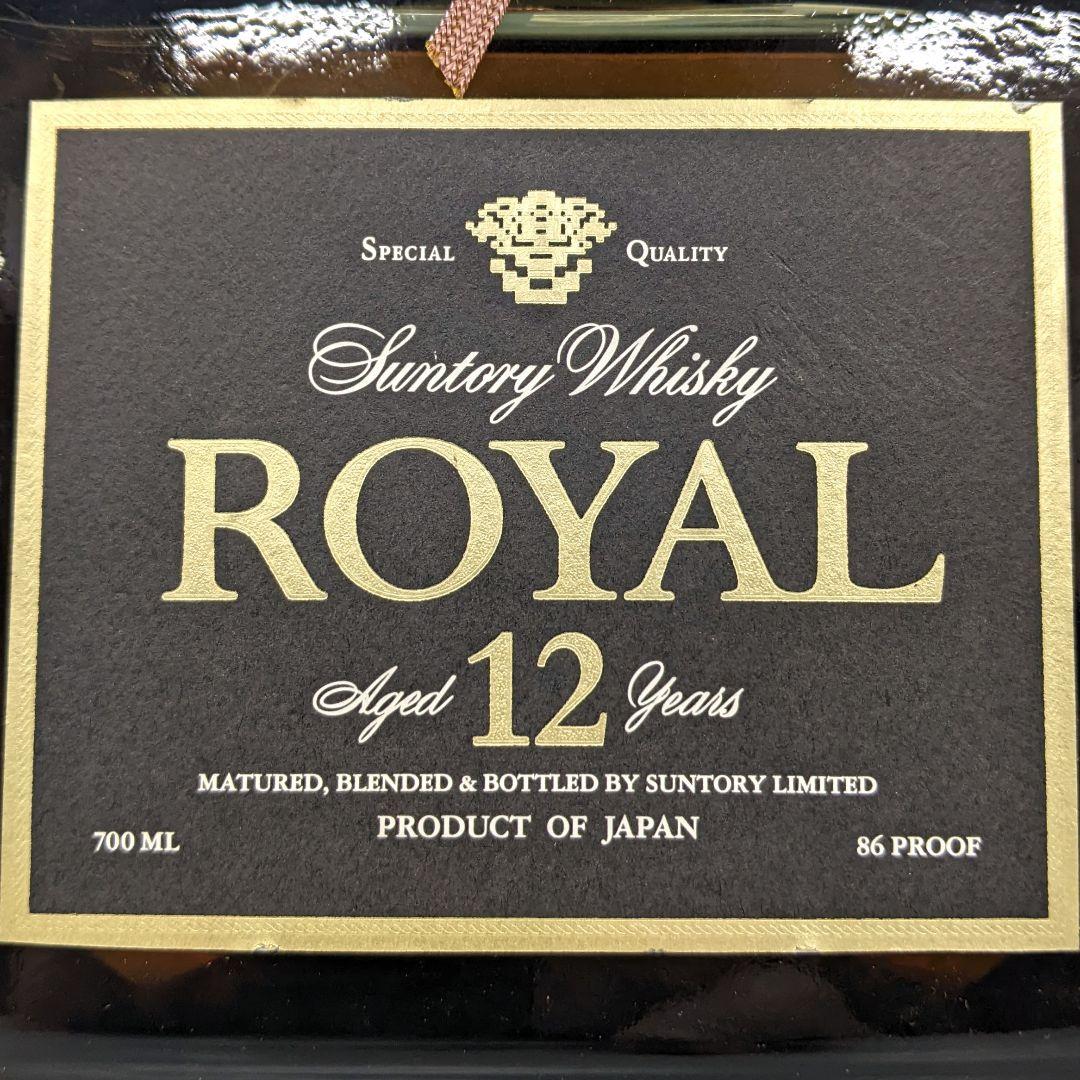 SPECIAL QUALITY
Suntory Whisky
ROYAL
Aged 12 Years
MATURED, BLENDED & BOTTLED BY SUNTORY LIMITED
PRODUCT OF JAPAN
700 ML
86 PROOF